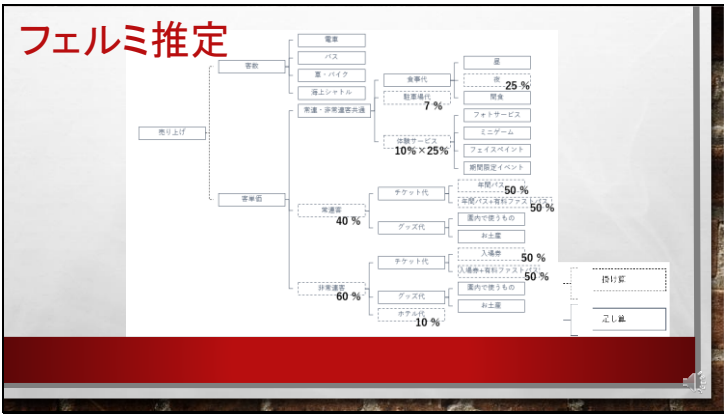 フェルミ推定
電車
客数
バス
車・バイク
海上シャトル
昼
食事代
夜
25 %
常連・非常連客共通
駐車場代
7 %
間食
フォトサービス
売り上げ
ミニゲーム
体験サービス
10%×25%
フェイスペイント
期間限定イベント
年間パス
50 %
チケット代
年間パス+有料ファストパス
50 %
客単価
常連客
40 %
園内で使うもの
グッズ代
お土産
入場券
50 %
チケット代
入場券+有料ファストパス
50 %
非常連客
60 %
園内で使うもの
グッズ代
お土産
ホテル代
10 %
掛け算
足し算